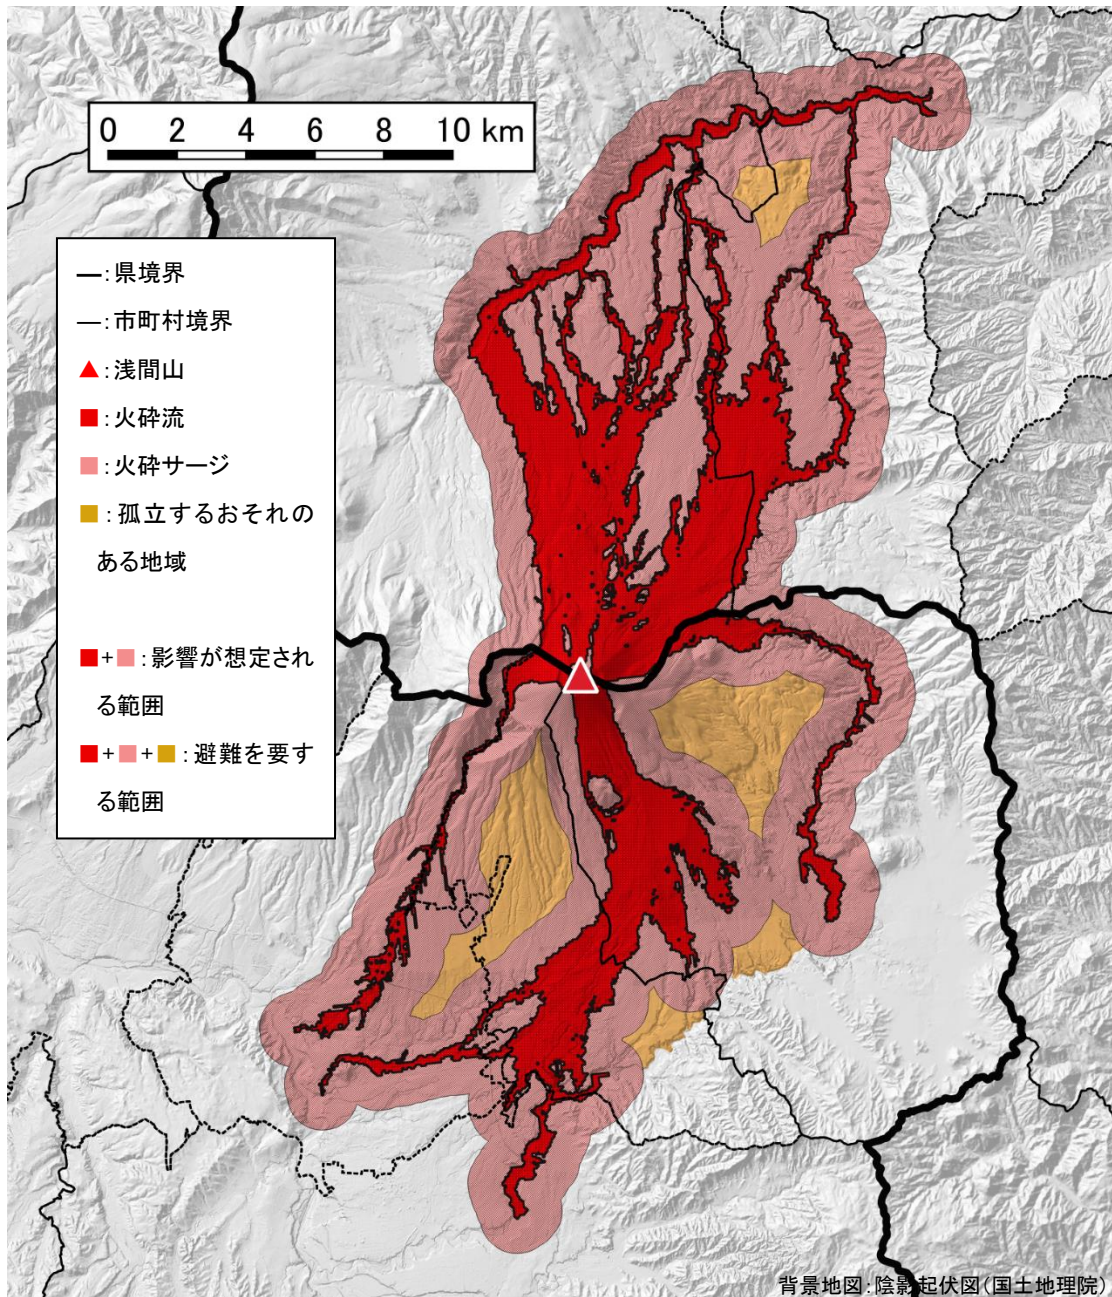 0 2 4 6 8 10 km
━:県境界
─:市町村境界
▲:浅間山
■:火砕流
■:火砕サージ
■:孤立するおそれの
ある地域
■+■:影響が想定され
る範囲
■+■+■:避難を要す
る範囲
背景地図:陰影起伏図(国土地理院)